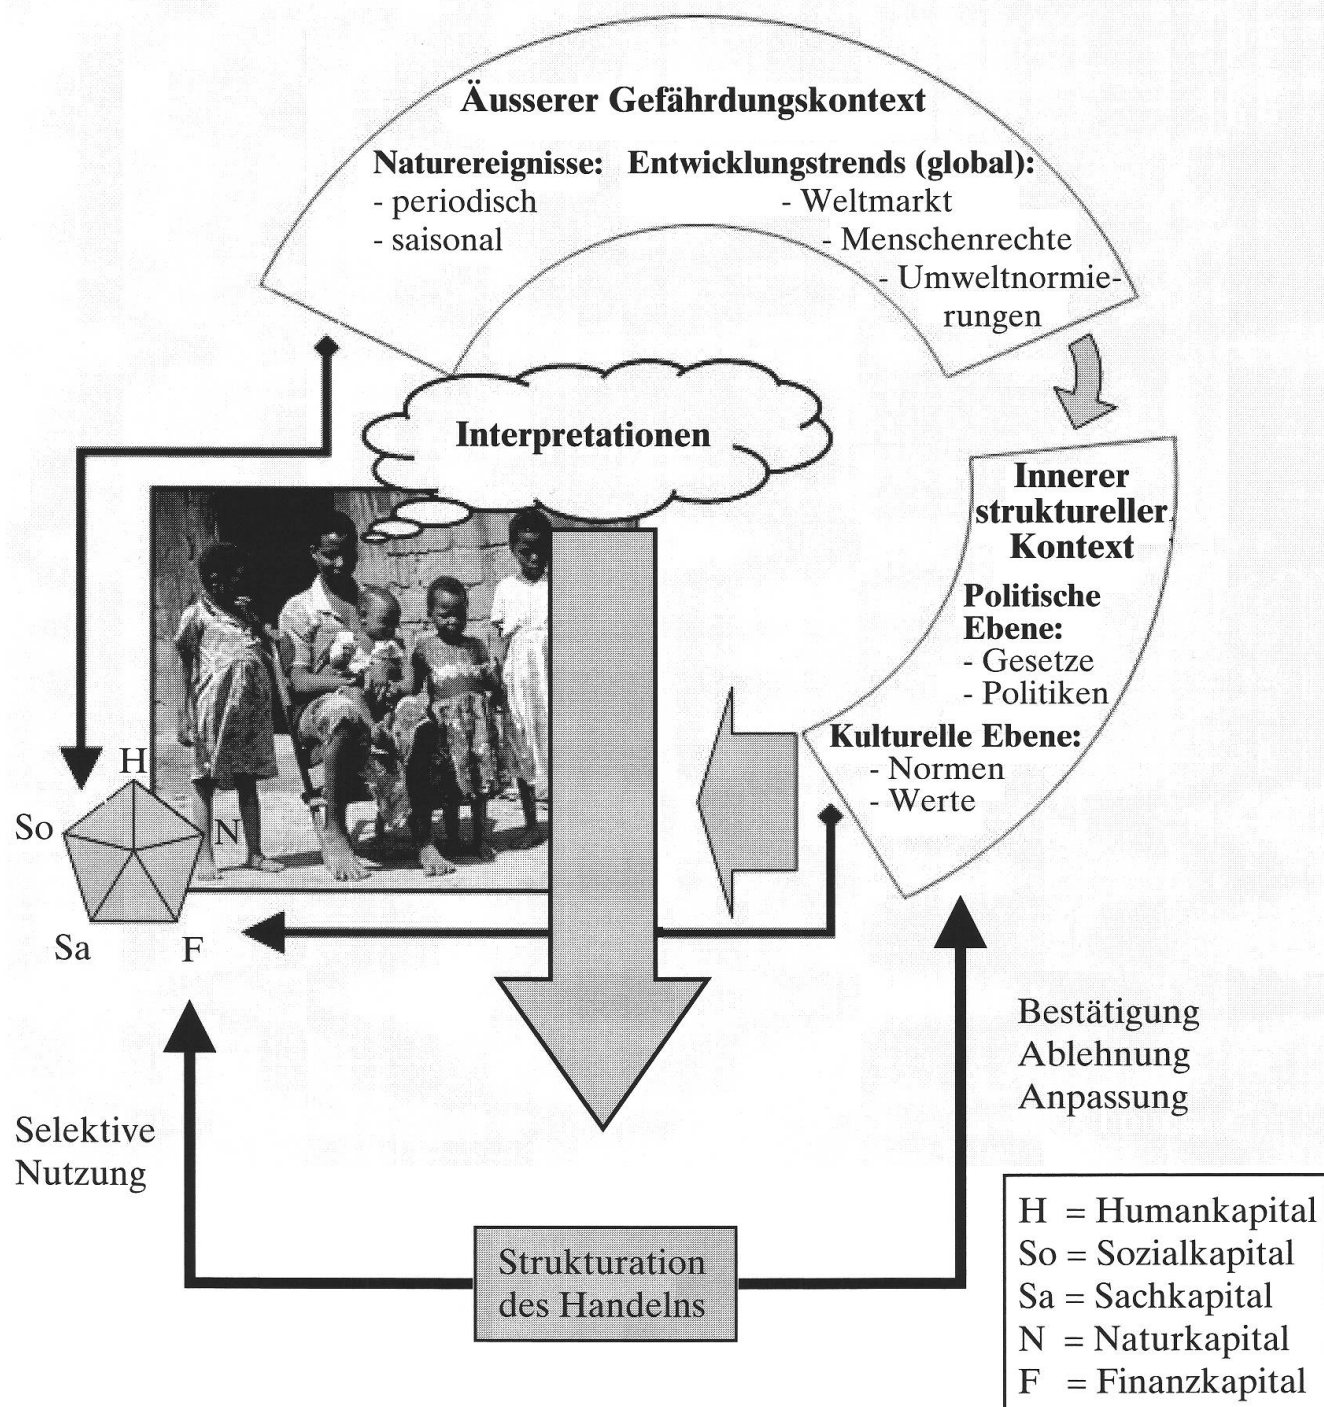 Äusserer Gefährdungskontext
Naturereignisse:
- periodisch
- saisonal
Entwicklungstrends (global):
- Weltmarkt
- Menschenrechte
- Umweltnormie-
rungen
Interpretationen
Innerer
struktureller
Kontext
Politische
Ebene:
- Gesetze
- Politiken
Kulturelle Ebene:
- Normen
- Werte
H
So
N
Sa
F
Bestätigung
Ablehnung
Anpassung
Selektive
Nutzung
Strukturation
des Handelns
H = Humankapital
So = Sozialkapital
Sa = Sachkapital
N = Naturkapital
F = Finanzkapital